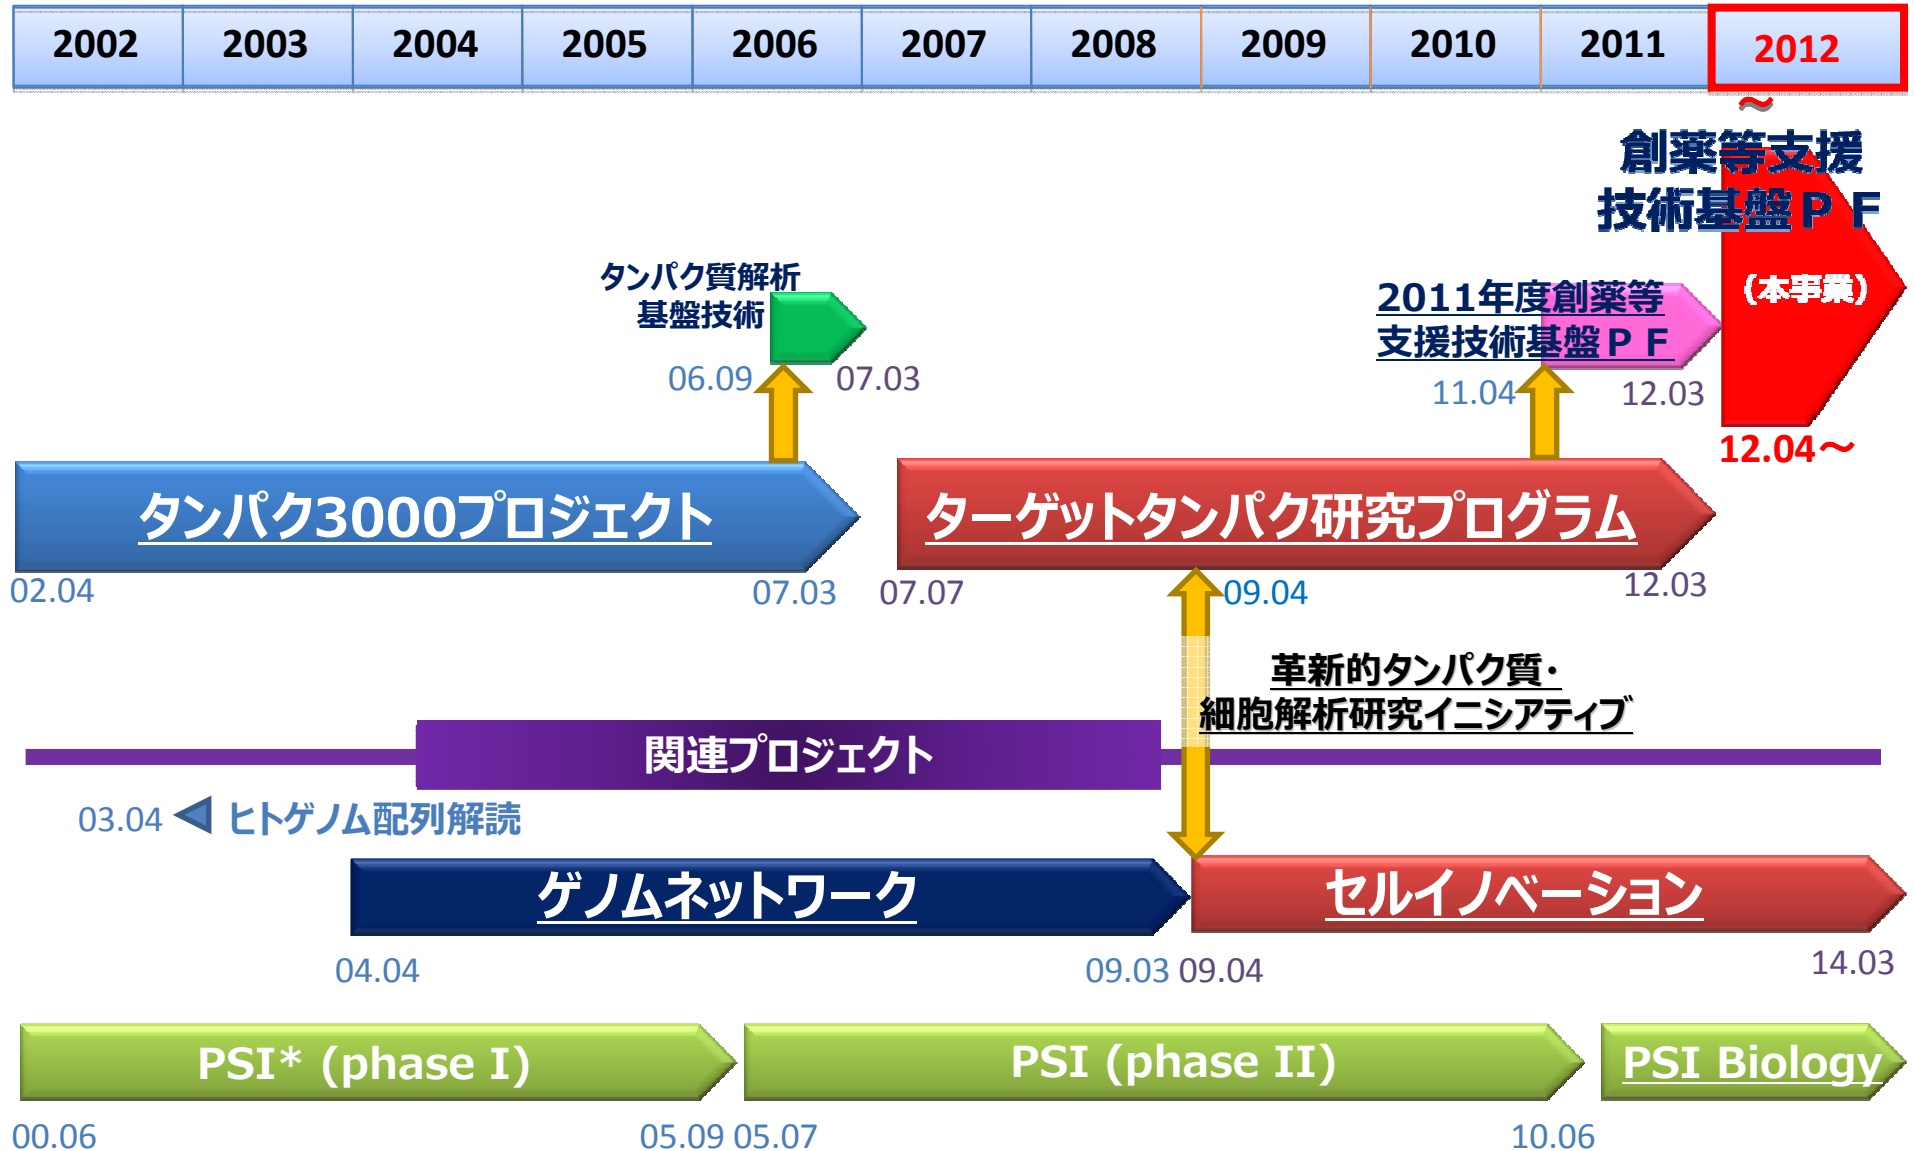 2002 2003 2004 2005 2006 2007 2008 2009 2010 2011 2012
～
創薬等支援
技術基盤ＰＦ
(本事業)
12.04～
タンパク質解析
基盤技術
06.09
07.03
2011年度創薬等
支援技術基盤ＰＦ
11.04
12.03
タンパク3000プロジェクト
02.04
07.03
ターゲットタンパク研究プログラム
07.07
09.04
12.03
革新的タンパク質・
細胞解析研究イニシアティブ
関連プロジェクト
03.04
ヒトゲノム配列解読
ゲノムネットワーク
セルイノベーション
04.04
09.03
09.04
14.03
PSI* (phase I)
PSI (phase II)
PSI Biology
00.06
05.09
05.07
10.06